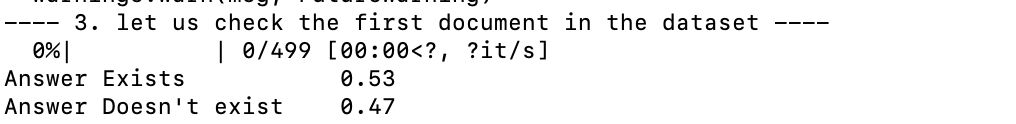 ---- 3. let us check the first document in the dataset ----
  0%|          | 0/499 [00:00<?, ?it/s]
Answer Exists           0.53
Answer Doesn't exist    0.47